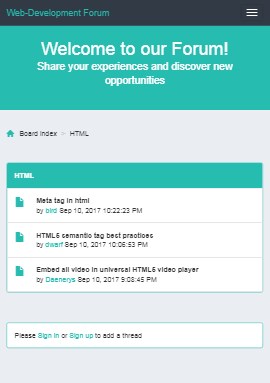 Web-Development Forum
Welcome to our Forum!
Share your experiences and discover new
opportunities
Board index > HTML
HTML
Meta tag in html
by bird Sep 10, 2017 10:22:23 PM
HTML5 semantic tag best practices
by dwarf Sep 10, 2017 10:06:53 PM
Embed all video in universal HTML5 video player
by Daenerys Sep 10, 2017 9:08:45 PM
Please Sign in or Sign up to add a thread